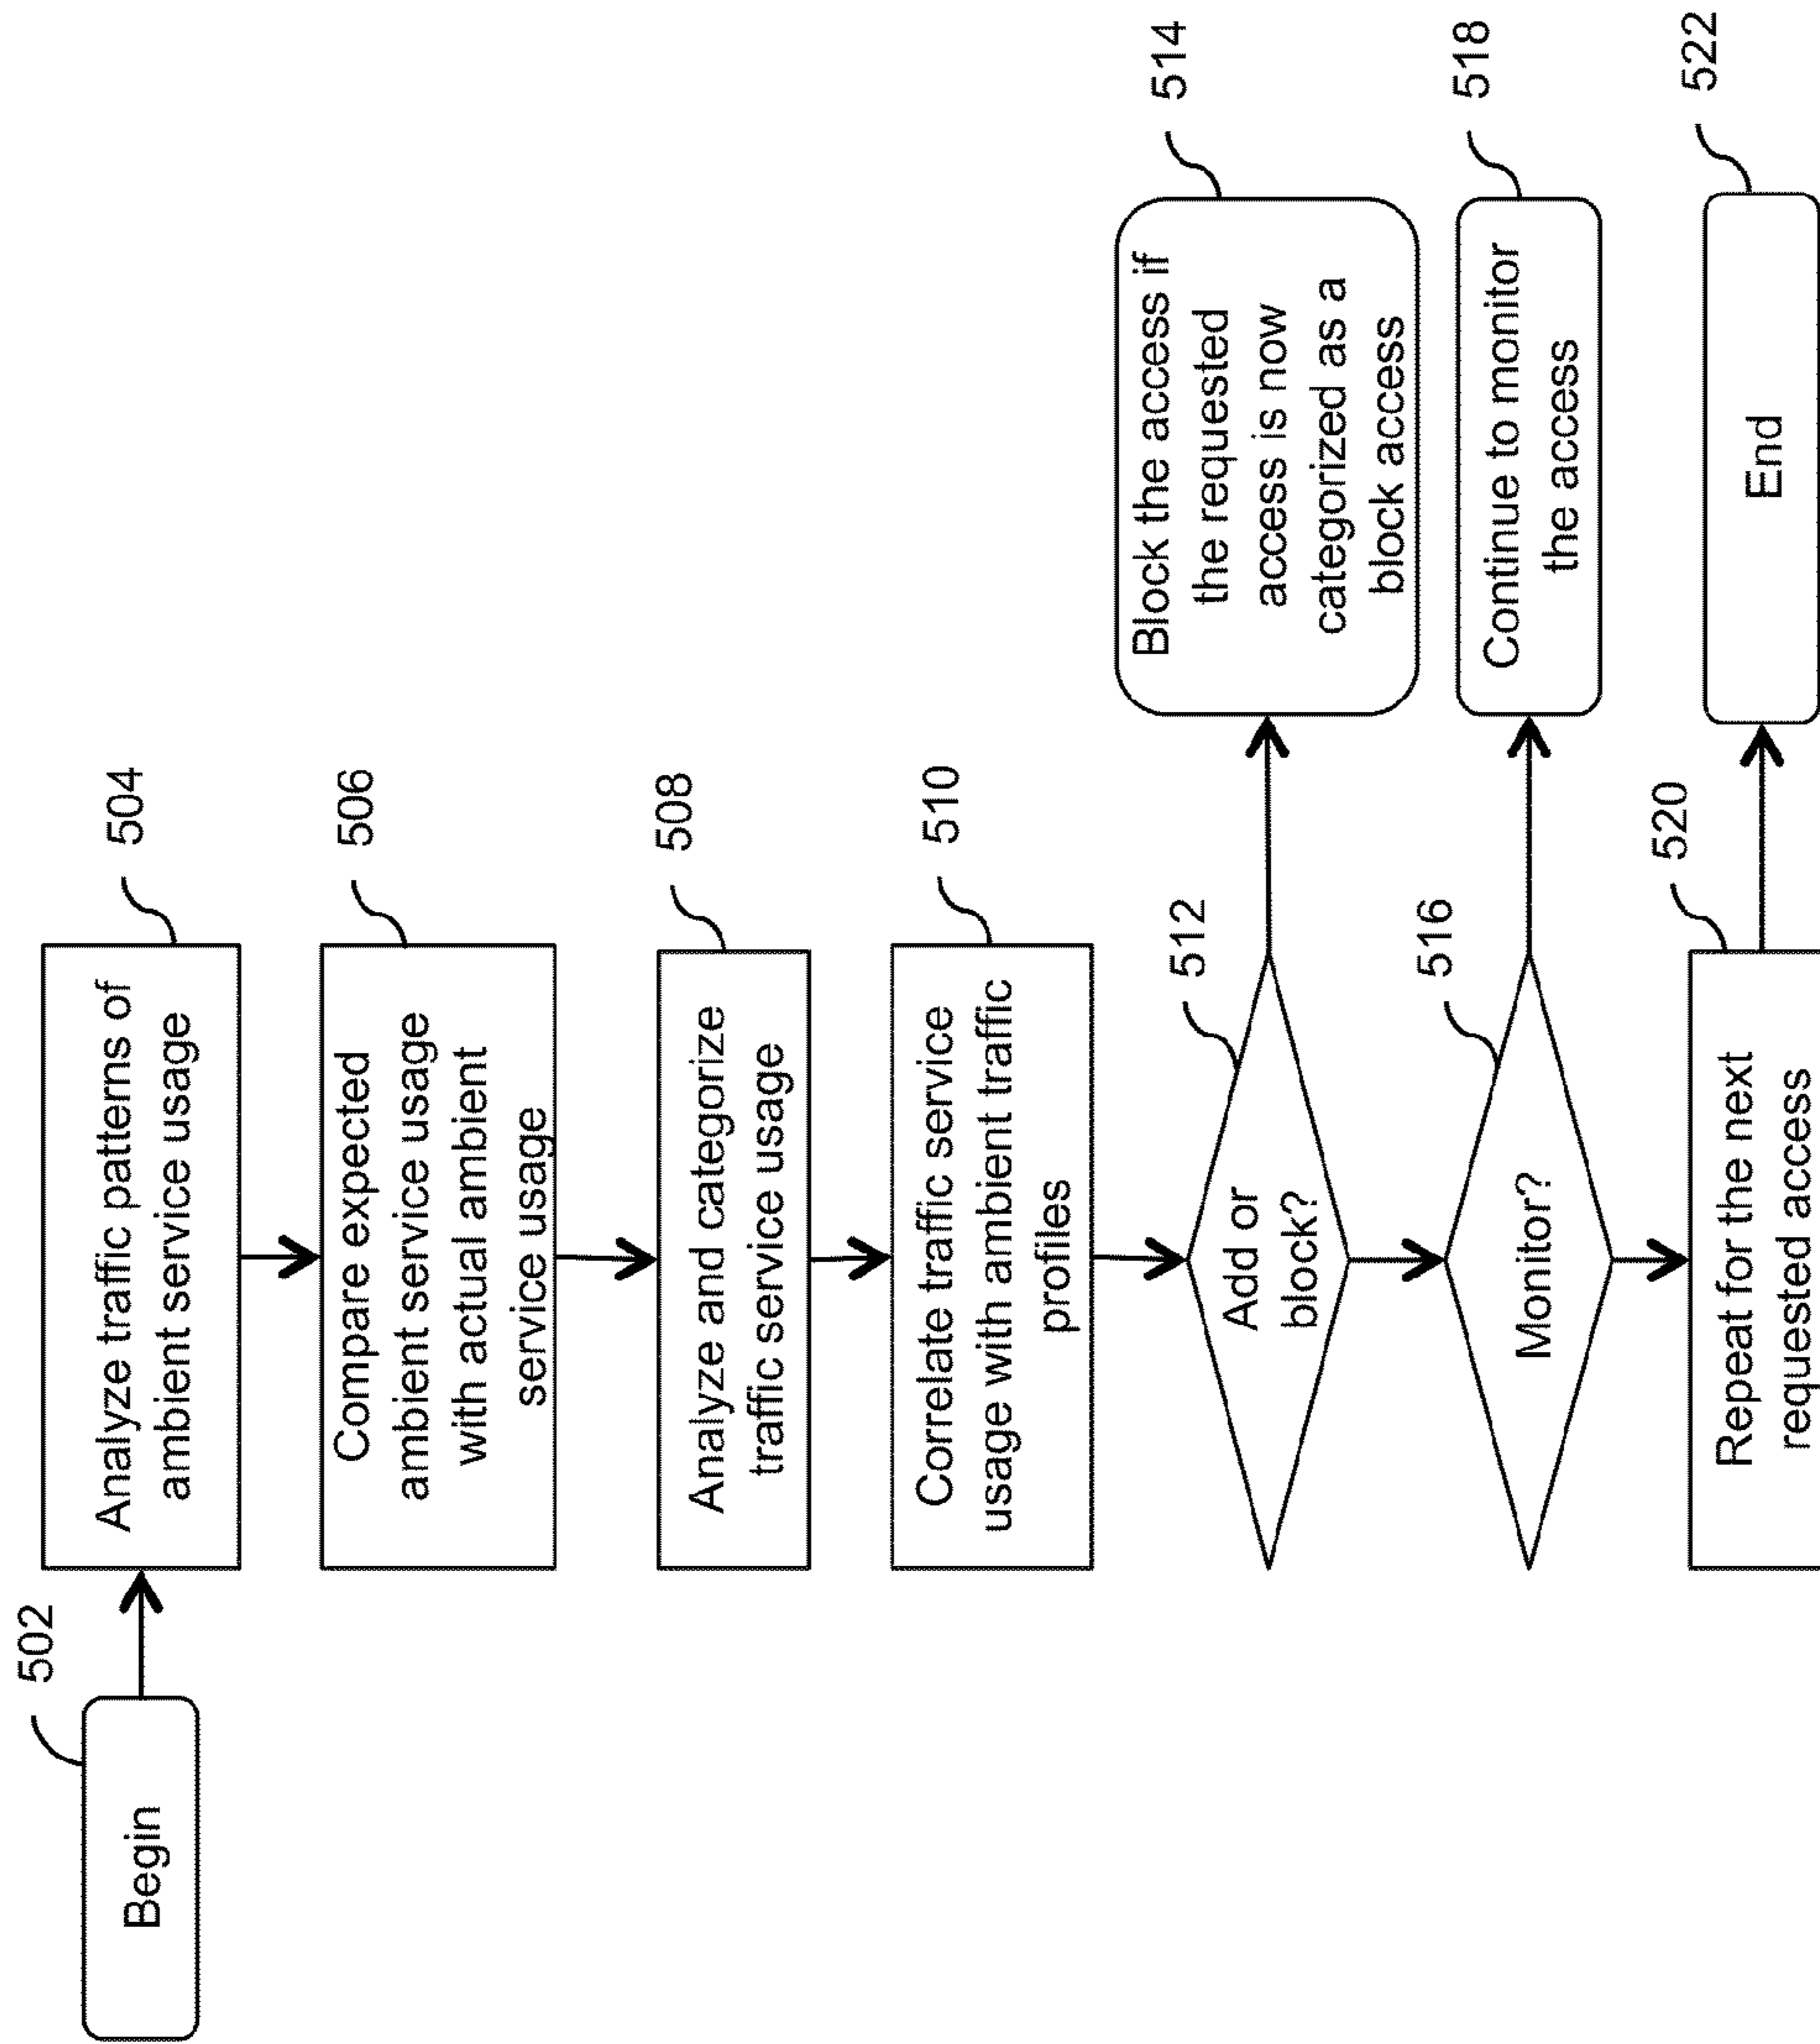 502
Begin
504
Analyze traffic patterns of
ambient service usage
506
Compare expected
ambient service usage
with actual ambient
service usage
508
Analyze and categorize
traffic service usage
510
Correlate traffic service
usage with ambient traffic
profiles
512
Add or
block?
514
Block the access if
the requested
access is now
categorized as a
block access
516
Monitor?
518
Continue to monitor
the access
520
Repeat for the next
requested access
522
End